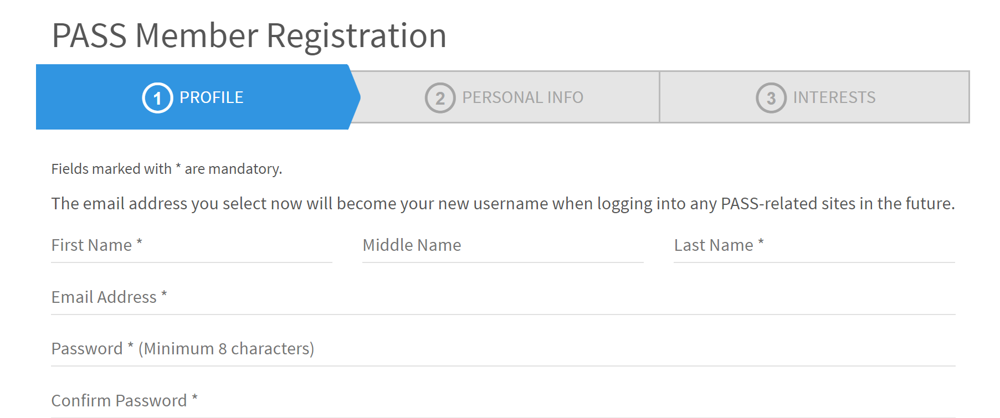 PASS Member Registration
1 PROFILE
2 PERSONAL INFO
3 INTERESTS
Fields marked with * are mandatory.
The email address you select now will become your new username when logging into any PASS-related sites in the future.
First Name *
Middle Name
Last Name *
Email Address *
Password * (Minimum 8 characters)
Confirm Password *